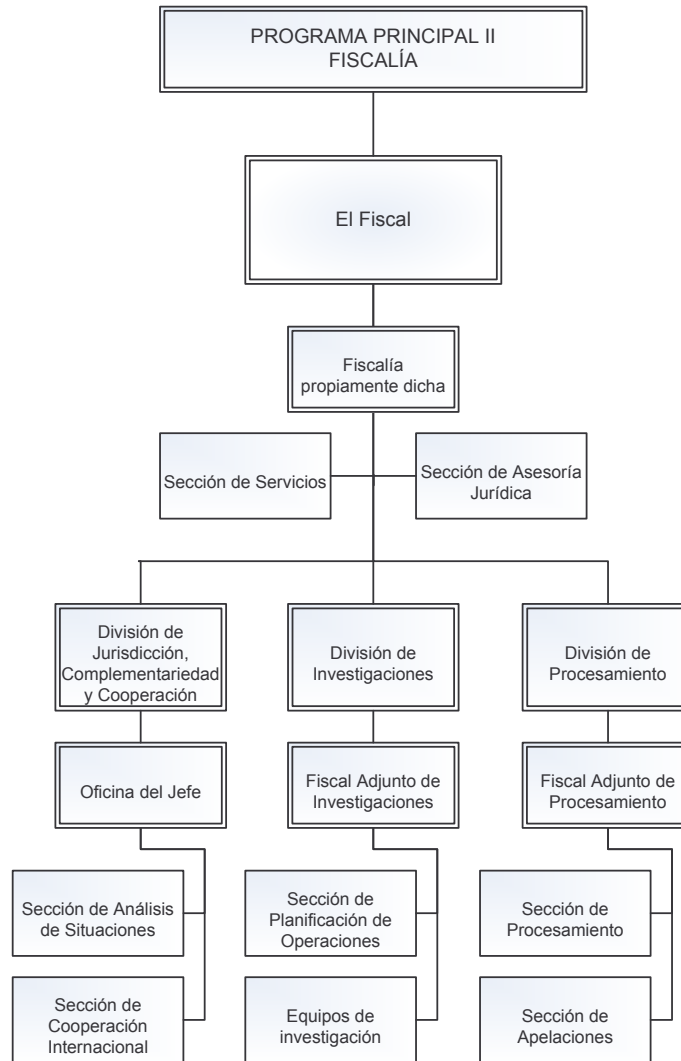 PROGRAMA PRINCIPAL II
FISCALÍA
El Fiscal
Fiscalía
propiamente dicha
Sección de Servicios
Sección de Asesoría
Jurídica
División de
Jurisdicción,
Complementariedad
y Cooperación
División de
Investigaciones
División de
Procesamiento
Oficina del Jefe
Fiscal Adjunto de
Investigaciones
Fiscal Adjunto de
Procesamiento
Sección de Análisis
de Situaciones
Sección de
Planificación de
Operaciones
Sección de
Procesamiento
Sección de
Cooperación
Internacional
Equipos de
investigación
Sección de
Apelaciones